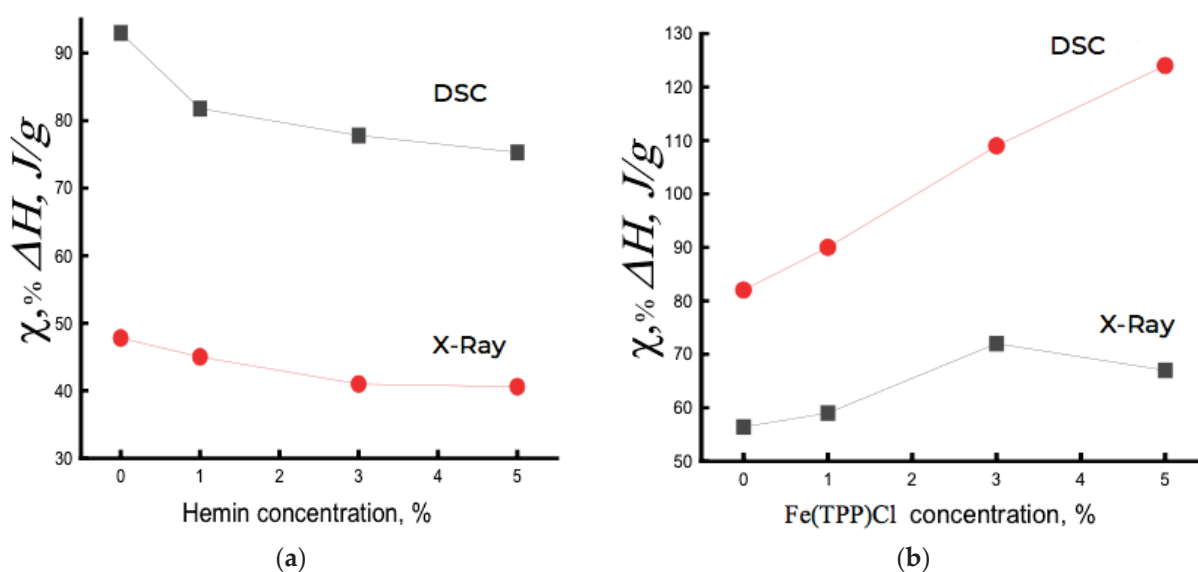 90
80
70
60
50
40
30
χ,% ΔH, J/g
DSC
X-Ray
0 1 2 3 4 5
Hemin concentration, %
(a)
130
120
110
100
90
80
70
60
50
χ,% ΔH, J/g
DSC
X-Ray
0 1 2 3 4 5
Fe(TPP)Cl concentration, %
(b)